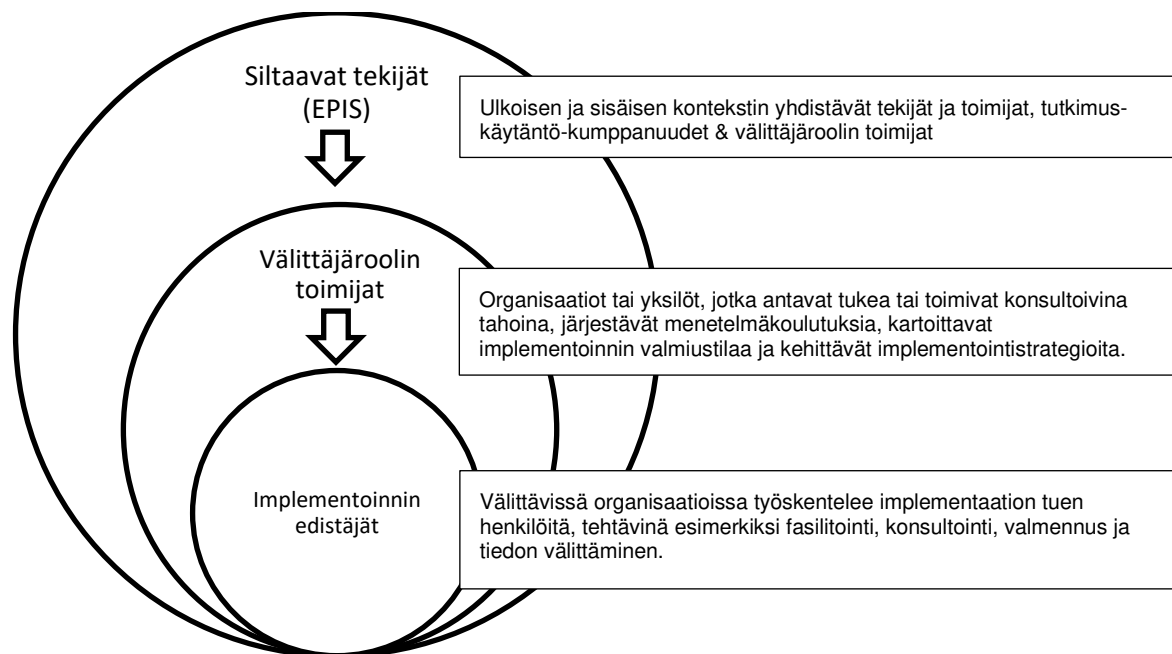 Siltaavat tekijät
(EPIS)
Ulkoisen ja sisäisen kontekstin yhdistävät tekijät ja toimijat, tutkimus-
käytäntö-kumppanuudet & välittäjäroolin toimijat
Välittäjäroolin
toimijat
Organisaatiot tai yksilöt, jotka antavat tukea tai toimivat konsultoivina
tahoina, järjestävät menetelmäkoulutuksia, kartoittavat
implementoinnin valmiustilaa ja kehittävät implementointistrategioita.
Implementoinnin
edistäjät
Välittävissä organisaatioissa työskentelee implementaation tuen
henkilöitä, tehtävinä esimerkiksi fasilitointi, konsultointi, valmennus ja
tiedon välittäminen.